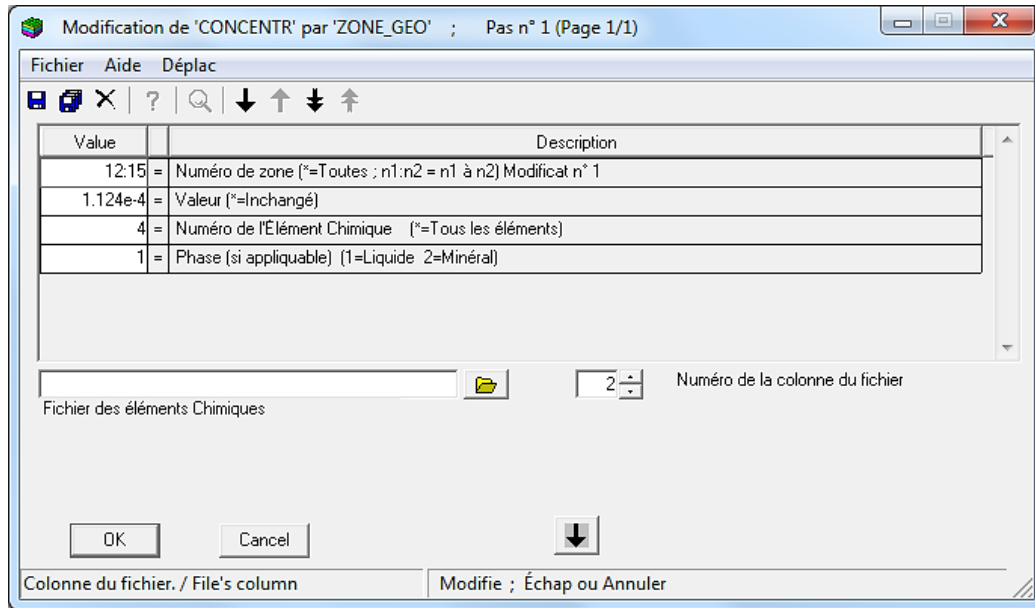 Modification de 'CONCENTR' par 'ZONE_GEO' ; Pas n° 1 (Page 1/1)
Fichier Aide Déplac
Value Description
12:15 = Numéro de zone (*=Toutes ; n1:n2 = n1 à n2) Modificat n° 1
1.124e-4 = Valeur (*=Inchangé)
4 = Numéro de l'Élément Chimique (*=Tous les éléments)
1 = Phase (si appliquable) (1=Liquide 2=Minéral)
2 Numéro de la colonne du fichier
Fichier des éléments Chimiques
OK Cancel
Colonne du fichier. / File's column Modifie ; Échap ou Annuler